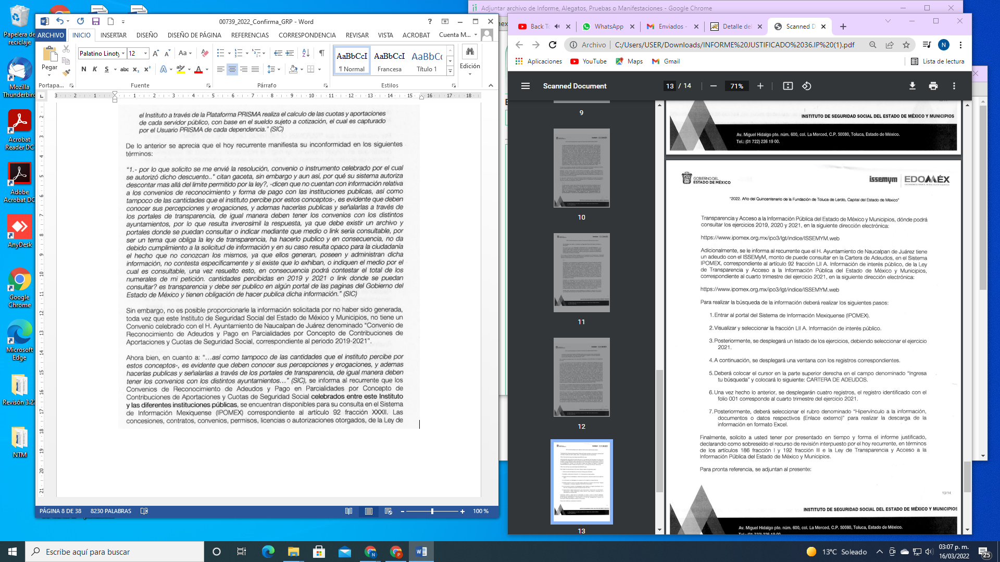 Papelera de reciclaje
Mozilla Thunderbird
Acrobat Reader DC
Adobe Acrobat DC
AnyDesk
Google Chrome
Microsoft Edge
Revisón 3.22
NTM
00739_2022_Confirma_GRP - Word
ARCHIVO INICIO INSERTAR DISEÑO DISEÑO DE PÁGINA REFERENCIAS CORRESPONDENCIA REVISAR VISTA ACROBAT Cuenta M...
Pegar
Palatino Linoty 12
AaBbCcI AaBbCcI AaBbCc
¶ Normal Francesa Título 1
Edición
Portapa... Fuente Párrafo Estilos
el Instituto a través de la Plataforma PRISMA realiza el calculo de las cuotas y aportaciones
de cada servidor público, con base en el sueldo sujeto a cotización, el cual es capturado
por el Usuario PRISMA de cada dependencia." (SIC)
De lo anterior se aprecia que el hoy recurrente manifiesta su inconformidad en los siguientes
términos:
"1.- por lo que solicito se me envié la resolución, convenio o instrumento celebrado por el cual
se autorizó dicho descuento.." citan gaceta, sin embargo y aun así, por qué su sistema autoriza
descontar mas allá del limite permitido por la ley?, -dicen que no cuentan con información relativa
a los convenios de reconocimiento y forma de pago con las instituciones publicas, así como
tampoco de las cantidades que el instituto percibe por estos conceptos-, es evidente que deben
conocer sus percepciones y erogaciones, y ademas hacerlas publicas y señalarlas a través de
los portales de transparencia, de igual manera deben tener los convenios con los distintos
ayuntamientos, por lo que resulta inverosímil la respuesta, ya que debe existir un archivo y
portales donde se puedan consultar o indicar mediante que medio o link sería consultable, por
ser un tema que obliga la ley de transparencia, ha hacerlo publico y en consecuencia, no da
debido cumplimiento a la solicitud de información y en su caso resulta opaco para la ciudadanía
el hecho que no conozcan los mismos, ya que ellos generan, poseen y administran dicha
información, no contesta específicamente y si existe que lo exhiban, o indiquen el medio por el
cual es consultable, una vez resuelto esto, en consecuencia podrá contestar el total de los
numerales de mi petición. cantidades percibidas en 2019 y 2021 o link donde se puedan
consultar? es transparencia y debe ser publico en algún portal de las paginas del Gobierno del
Estado de México y tienen obligación de hacer publica dicha información." (SIC)
Sin embargo, no es posible proporcionarle la información solicitada por no haber sido generada,
toda vez que este Instituto de Seguridad Social del Estado de México y Municipios, no tiene un
Convenio celebrado con el H. Ayuntamiento de Naucalpan de Juárez denominado "Convenio de
Reconocimiento de Adeudos y Pago en Parcialidades por Concepto de Contribuciones de
Aportaciones y Cuotas de Seguridad Social, correspondiente al periodo 2019-2021".
Ahora bien, en cuanto a: "...así como tampoco de las cantidades que el instituto percibe por
estos conceptos-, es evidente que deben conocer sus percepciones y erogaciones, y ademas
hacerlas publicas y señalarlas a través de los portales de transparencia, de igual manera deben
tener los convenios con los distintos ayuntamientos..." (SIC), se informa al recurrente que los
Convenios de Reconocimiento de Adeudos y Pago en Parcialidades por Concepto de
Contribuciones de Aportaciones y Cuotas de Seguridad Social celebrados entre este Instituto
y las diferentes instituciones públicas, se encuentran disponibles para su consulta en el Sistema
de Información Mexiquense (IPOMEX) correspondiente al artículo 92 fracción XXXII. Las
concesiones, contratos, convenios, permisos, licencias o autorizaciones otorgados, de la Ley de
PÁGINA 8 DE 38 8230 PALABRAS 100 %
Adjuntar archivo de Informe, Alegatos, Pruebas o Manifestaciones - Google Chrome
Back To WhatsApp Enviados - Detalle del Scanned D
Archivo C:/Users/USER/Downloads/INFORME%20JUSTIFICADO%2036.IP%20(1).pdf
Aplicaciones YouTube Maps Gmail Lista de lectura
Scanned Document 13 / 14 71%
9
10
11
12
13
INSTITUTO DE SEGURIDAD SOCIAL DEL ESTADO DE MÉXICO Y MUNICIPIOS
Av. Miguel Hidalgo pte. núm. 600, col. La Merced, C.P. 50080, Toluca, Estado de México.
Tel.: (01 722) 226 19 00.
GOBIERNO DEL
ESTADO DE MÉXICO
issemym EDOMÉX
"2022. Año del Quincentenario de la Fundación de Toluca de Lerdo, Capital del Estado de México"
Transparencia y Acceso a la Información Pública del Estado de México y Municipios, dónde podrá
consultar los ejercicios 2019, 2020 y 2021, en la siguiente dirección electrónica:
https://www.ipomex.org.mx/ipo3/lgt/indice/ISSEMYM.web
Adicionalmente, se le informa al recurrente que el H. Ayuntamiento de Naucalpan de Juárez tiene
un adeudo con el ISSEMyM, monto de puede consultar en la Cartera de Adeudos, en el Sistema
IPOMEX, correspondiente al artículo 92 fracción LII A. Información de interés público, de la Ley
de Transparencia y Acceso a la Información Pública del Estado de México y Municipios,
correspondiente al cuarto trimestre del ejercicio 2021, en la siguiente dirección electrónica:
https://www.ipomex.org.mx/ipo3/lgt/indice/ISSEMYM.web
Para realizar la búsqueda de la información deberá realizar los siguientes pasos:
1. Entrar al portal del Sistema de Información Mexiquense (IPOMEX).
2. Visualizar y seleccionar la fracción LII A. Información de interés público.
3. Posteriormente, se desplegará un listado de los ejercicios, debiendo seleccionar el ejercicio
2021.
4. A continuación, se desplegará una ventana con los registros correspondientes.
5. Deberá colocar el cursor en la parte superior derecha en el campo denominado "Ingresa
tu búsqueda" y colocará lo siguiente: CARTERA DE ADEUDOS.
6. Una vez hecho lo anterior, se desplegarán cuatro registros, el registro identificado con el
folio 001 corresponde al cuarto trimestre del ejercicio 2021.
7. Posteriormente, deberá seleccionar el rubro denominado "Hipervínculo a la información,
documentos o datos respectivos (Enlace externo)" para realizar la descarga de la
información en formato Excel.
Finalmente, solicito a usted tener por presentado en tiempo y forma el informe justificado,
declarando como sobreseído el recurso de revisión interpuesto por el hoy recurrente, en términos
de los artículos 186 fracción I y 192 fracción III e la Ley de Transparencia y Acceso a la
Información Pública del Estado de México y Municipios.
Para pronta referencia, se adjuntan al presente:
13/14
INSTITUTO DE SEGURIDAD SOCIAL DEL ESTADO DE MÉXICO Y MUNICIPIOS
Av. Miguel Hidalgo pte. núm. 600, col. La Merced, C.P. 50080, Toluca, Estado de México.
Escribe aquí para buscar
13°C Soleado
03:07 p. m.
16/03/2022
25